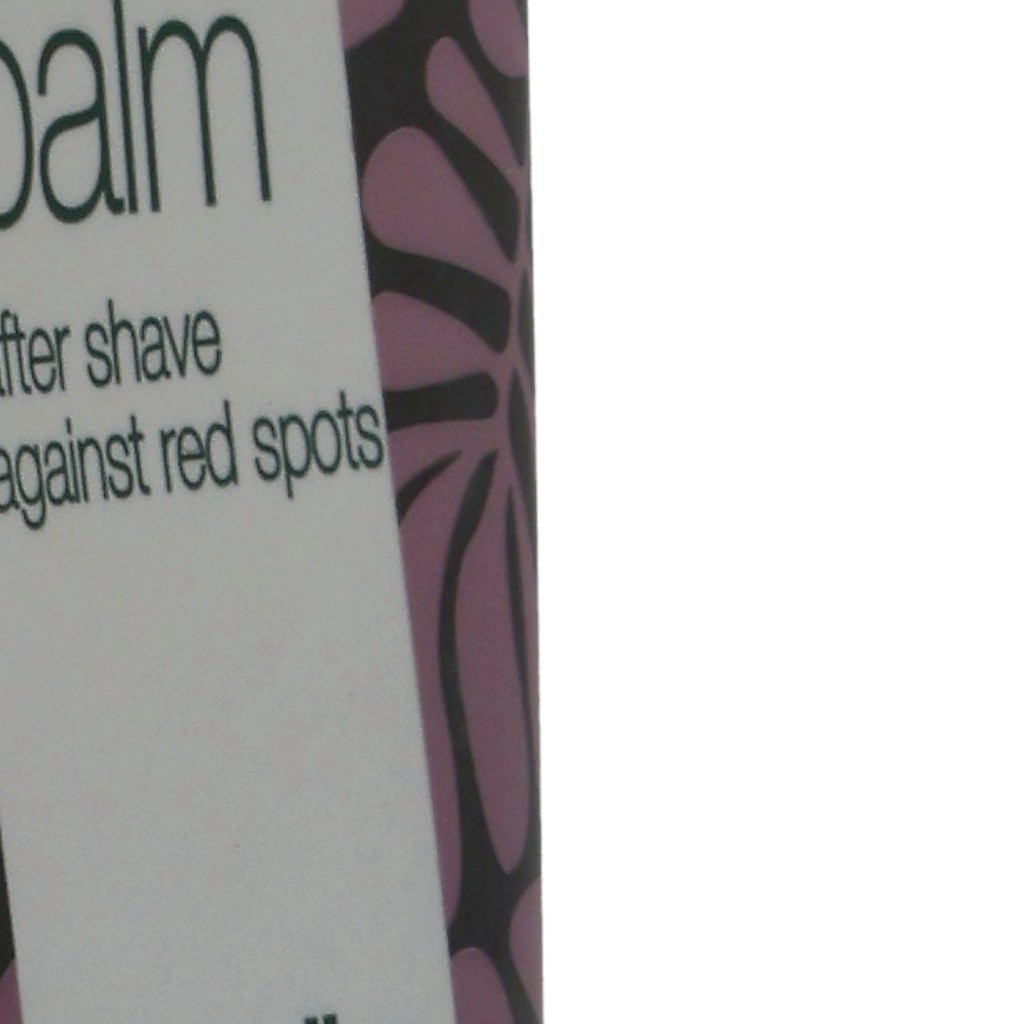 balm
after shave
against red spots